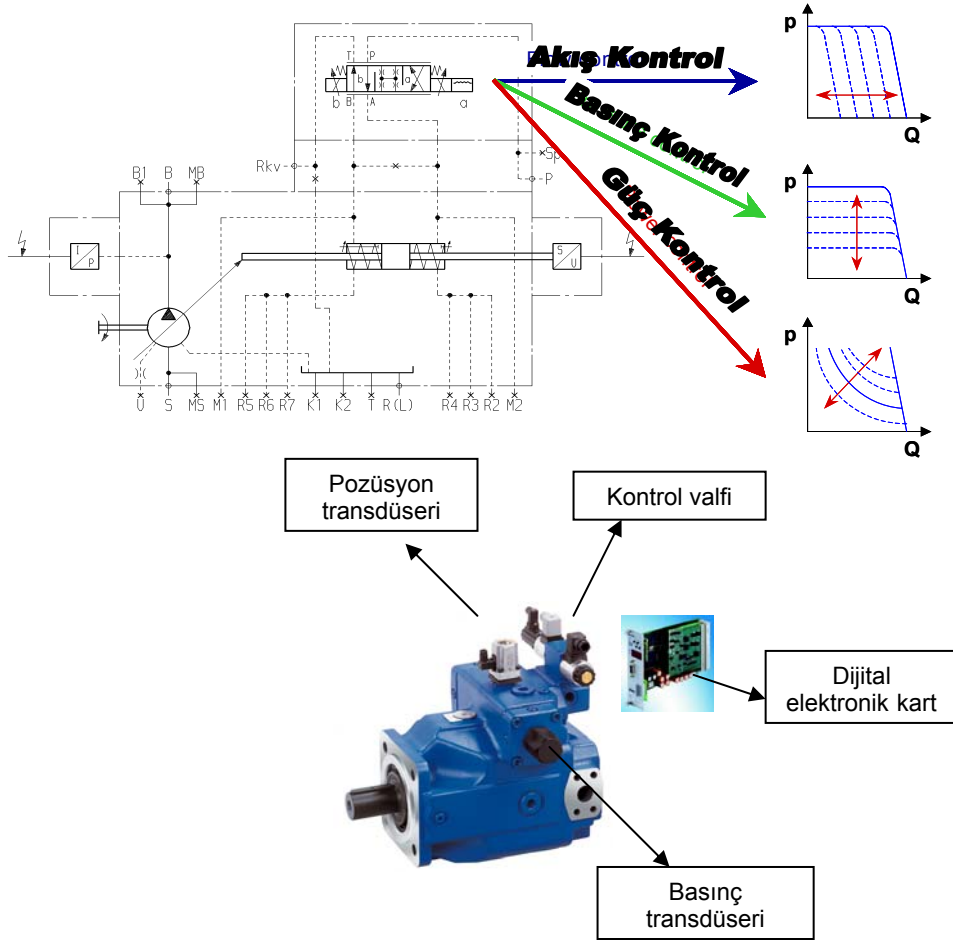 T P
b a
B A
b a
Akış Kontrol
Basınç Kontrol
Güç Kontrol
p
Q
p
Q
p
Q
Rkv
Sp
P
B1 B MB
I
P
S
U
U S MS M1 R5 R6 R7 K1 K2 T R(L) R4 R3 R2 M2
Pozüsyon
transdüseri
Kontrol valfi
Dijital
elektronik kart
Basınç
transdüseri